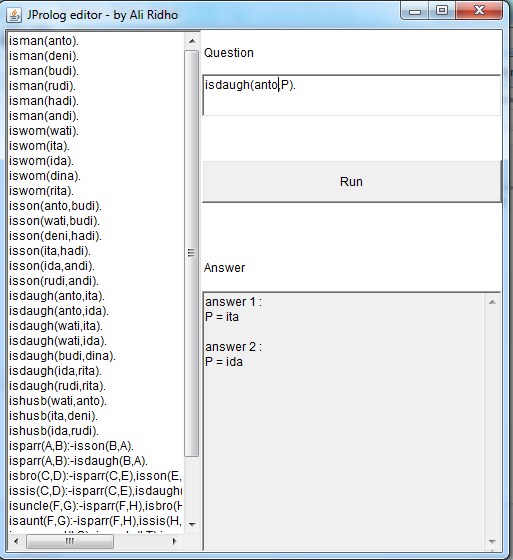 JProlog editor - by Ali Ridho
isman(anto).
isman(deni).
isman(budi).
isman(rudi).
isman(hadi).
isman(andi).
iswom(wati).
iswom(ita).
iswom(ida).
iswom(dina).
iswom(rita).
isson(anto,budi).
isson(wati,budi).
isson(deni,hadi).
isson(ita,hadi).
isson(ida,andi).
isson(rudi,andi).
isdaugh(anto,ita).
isdaugh(anto,ida).
isdaugh(wati,ita).
isdaugh(wati,ida).
isdaugh(budi,dina).
isdaugh(ida,rita).
isdaugh(rudi,rita).
ishusb(wati,anto).
ishusb(ita,deni).
ishusb(ida,rudi).
isparr(A,B):-isson(B,A).
isparr(A,B):-isdaugh(B,A).
isbro(C,D):-isparr(C,E),isson(E,
issis(C,D):-isparr(C,E),isdaugh(
isuncle(F,G):-isparr(F,H),isbro(H
isaunt(F,G):-isparr(F,H),issis(H,
Question
isdaugh(anto,P).
Run
Answer
answer 1 :
P = ita
answer 2 :
P = ida